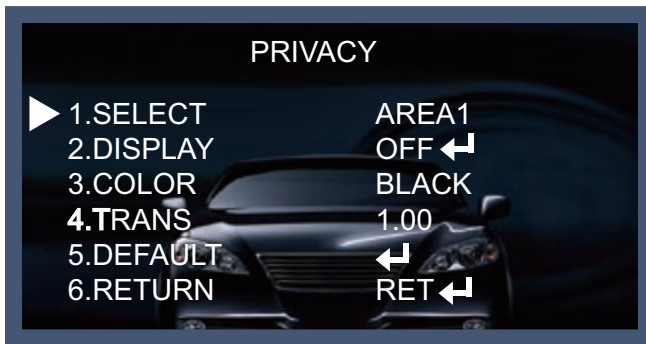 PRIVACY
1.SELECT AREA1
2.DISPLAY OFF
3.COLOR BLACK
4.TRANS 1.00
5.DEFAULT
6.RETURN RET